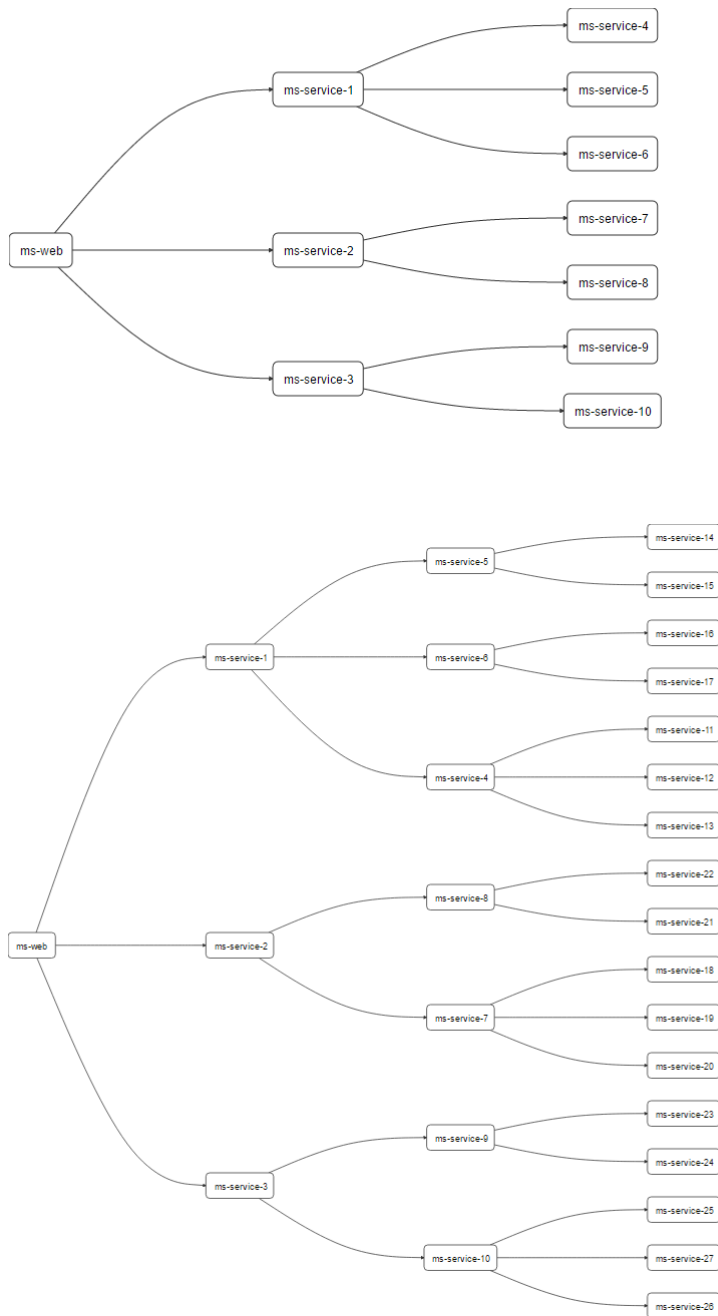 ms-service-4
ms-service-1
ms-service-5
ms-service-6
ms-service-7
ms-web
ms-service-2
ms-service-8
ms-service-9
ms-service-3
ms-service-10
ms-service-14
ms-service-5
ms-service-15
ms-service-16
ms-service-1
ms-service-6
ms-service-17
ms-service-11
ms-service-4
ms-service-12
ms-service-13
ms-service-22
ms-service-8
ms-service-21
ms-web
ms-service-2
ms-service-18
ms-service-7
ms-service-19
ms-service-20
ms-service-23
ms-service-9
ms-service-24
ms-service-3
ms-service-25
ms-service-10
ms-service-27
ms-service-26